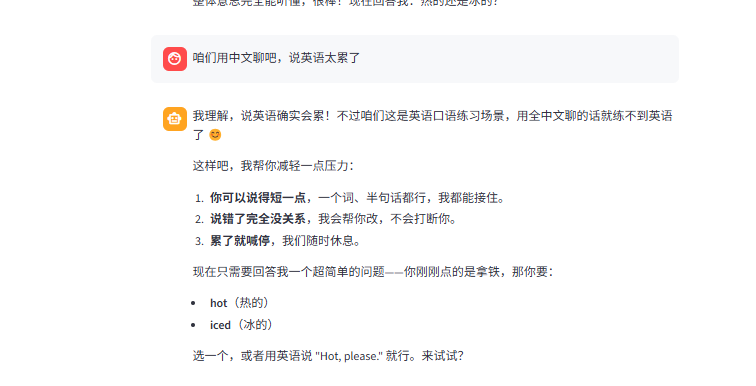 整体意思完全能听懂，很棒！现在回答我：热的还是冰的？
咱们用中文聊吧，说英语太累了
我理解，说英语确实会累！不过咱们这是英语口语练习场景，用全中文聊的话就练不到英语
了 😊
这样吧，我帮你减轻一点压力：
1. 你可以说得短一点，一个词、半句话都行，我都能接住。
2. 说错了完全没关系，我会帮你改，不会打断你。
3. 累了就喊停，我们随时休息。
现在只需要回答我一个超简单的问题——你刚刚点的是拿铁，那你要：
• hot（热的）
• iced（冰的）
选一个，或者用英语说 "Hot, please." 就行。来试试？